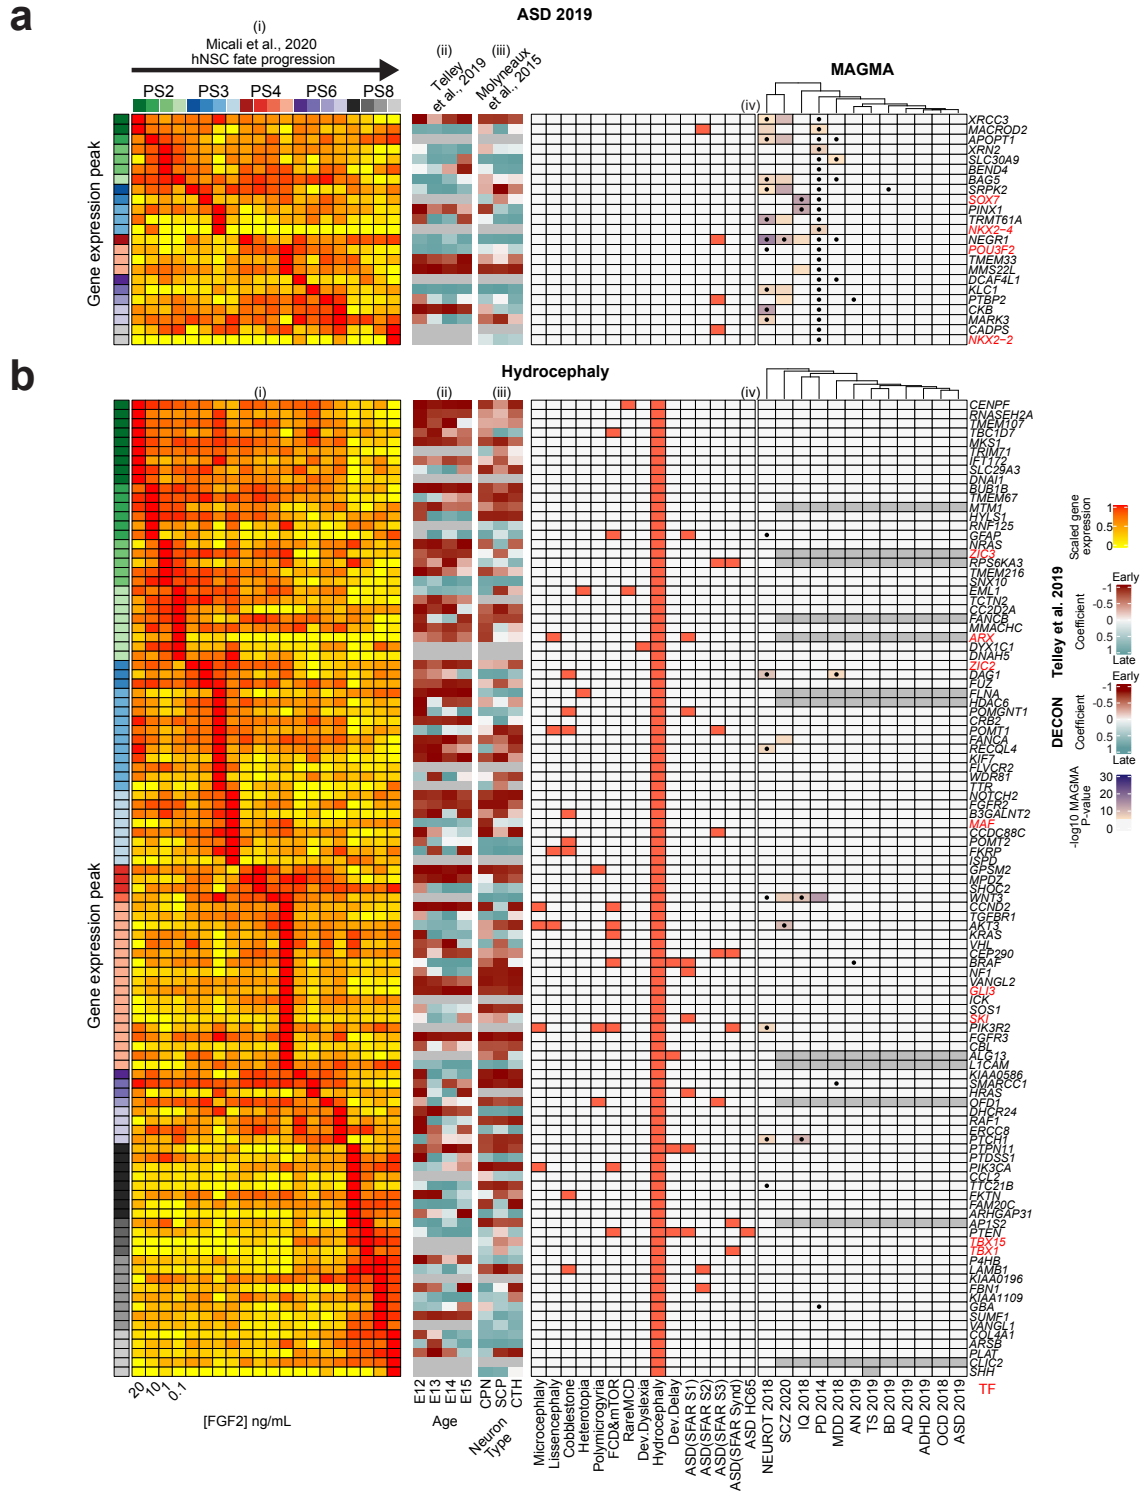 a
ASD 2019
(i)
Micali et al., 2020
hNSC fate progression
(ii)
Telley
et al., 2019
(iii)
Molyneaux
et al., 2015
MAGMA
PS2
PS3
PS4
PS6
PS8
(iv)
Gene expression peak
XRCC3
MACROD2
APOPT1
XRN2
SLC30A9
BEND4
BAG5
SRPK2
SOX7
PINX1
TRMT61A
NKX2−4
NEGR1
POU3F2
TMEM33
MMS22L
DCAF4L1
KLC1
PTBP2
CKB
MARK3
CADPS
NKX2−2
b
Hydrocephaly
(i)
(ii)
(iii)
(iv)
Gene expression peak
CENPF
RNASEH2A
TMEM107
TBC1D7
MKS1
TRIM71
IFT172
SLC29A3
DNAI1
BUB1B
TMEM67
MTM1
HYLS1
RNF125
GFAP
NRAS
ZIC3
RPS6KA3
TMEM216
SNX10
EML1
TCTN2
CC2D2A
FANCB
MMACHC
ARX
DYX1C1
DNAH5
ZIC2
DAG1
FUZ
FLNA
HDAC6
POMGNT1
CRB2
POMT1
FANCA
RECQL4
KIF7
FLVCR2
WDR81
TTR
NOTCH2
FGFR2
B3GALNT2
MAF
CCDC88C
POMT2
FKRP
ISPD
GPSM2
MPDZ
SHOC2
WNT3
CCND2
TGFBR1
AKT3
KRAS
VHL
CEP290
BRAF
NF1
VANGL2
GLI3
ICK
SOS1
SKI
PIK3R2
FGFR3
CBL
ALG13
L1CAM
KIAA0586
SMARCC1
HRAS
OFD1
DHCR24
RAF1
ERCC8
PTCH1
PTPN11
PTDSS1
PIK3CA
CCL2
TTC21B
FKTN
FAM20C
ARHGAP31
AP1S2
PTEN
TBX15
TBX1
P4HB
LAMB1
KIAA0196
FBN1
KIAA1109
GBA
SUMF1
VANGL1
COL4A1
ARSB
PLAT
CLIC2
SHH
TF
Scaled gene
expression
1
0.5
0
Telley et al. 2019
Coefficient
Early
-1
-0.5
0
0.5
1
Late
DECON
Coefficient
Early
-1
-0.5
0
0.5
1
Late
-log10 MAGMA
P-value
30
20
10
0
20
10
1
0.1
[FGF2] ng/mL
E12
E13
E14
E15
Age
CPN
SCP
CTH
Neuron
Type
Microcephaly
Lissencephaly
Cobblestone
Heterotopia
Polymicrogyria
FCD&mTOR
RareMCD
Dev.Dyslexia
Hydrocephaly
Dev.Delay
ASD(SFAR S1)
ASD(SFAR S2)
ASD(SFAR S3)
ASD(SFAR Synd)
ASD HC65
NEUROT 2018
SCZ 2020
IQ 2018
PD 2014
MDD 2018
AN 2019
TS 2019
BD 2019
AD 2019
ADHD 2019
OCD 2018
ASD 2019